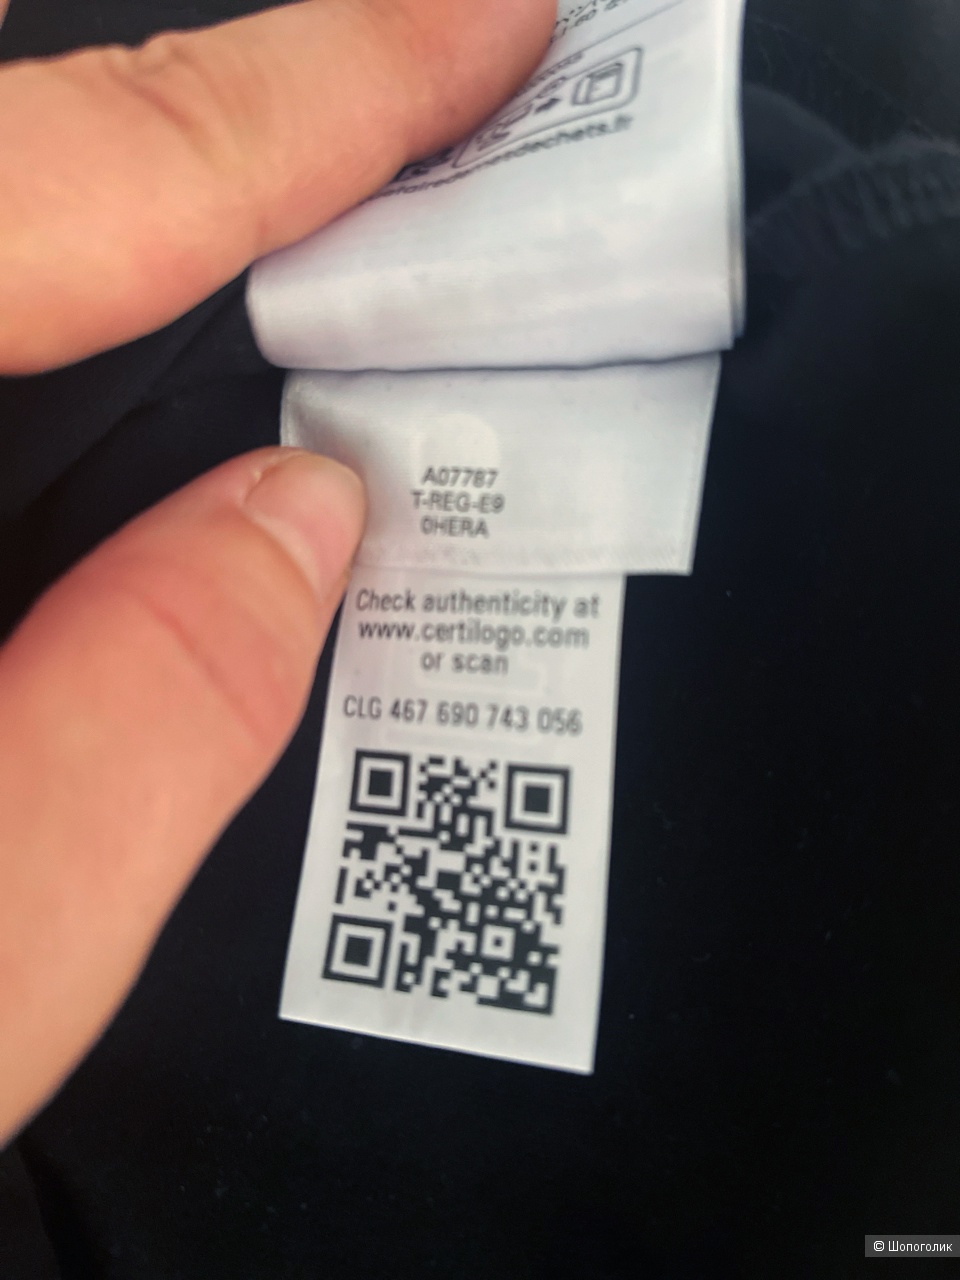 A07787
T-REG-E9
0HERA
Check authenticity at
www.certilogo.com
or scan
CLG 467 690 743 056
© Шопоголик